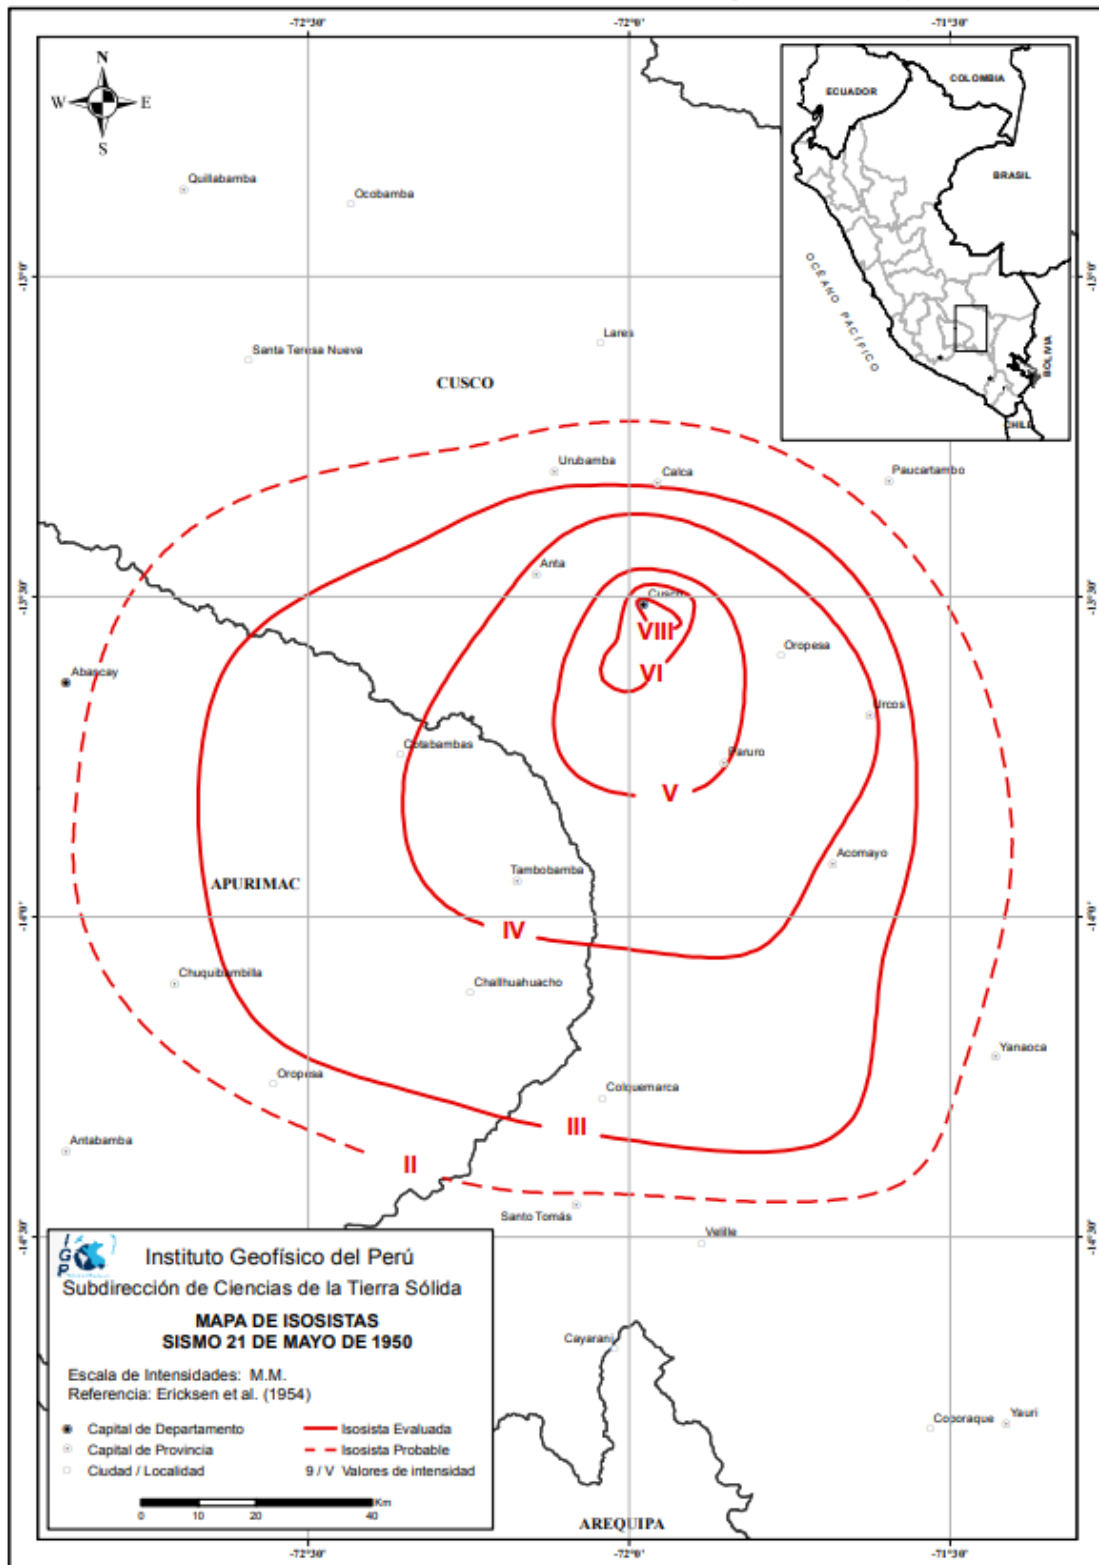 -72°30'
-72°0'
-71°30'
N
W
E
S
ECUADOR
COLOMBIA
BRASIL
OCÉANO PACÍFICO
BOLIVIA
CHILE
Quillabamba
Ocobamba
-13°0'
-13°0'
Santa Teresa Nueva
Lares
CUSCO
Urubamba
Calca
Paucartambo
Anta
-13°30'
-13°30'
Cusco
VIII
Oropesa
Abancay
VI
Urcos
Cotabambas
Paruro
V
Acomayo
Tambobamba
APURIMAC
-14°0'
-14°0'
IV
Chuquibambilla
Challhuahuacho
Yanaoca
Oropesa
Colquemarca
III
Antabamba
II
Santo Tomás
Velille
-14°30'
-14°30'
IGP
Instituto Geofísico del Perú
Subdirección de Ciencias de la Tierra Sólida
MAPA DE ISOSISTAS
SISMO 21 DE MAYO DE 1950
Cayarani
Escala de Intensidades: M.M.
Referencia: Ericksen et al. (1954)
Capital de Departamento
Isosista Evaluada
Capital de Provincia
Isosista Probable
Ciudad / Localidad
9 / V Valores de intensidad
Km
0 10 20 40
Coporaque
Yauri
AREQUIPA
-72°30'
-72°0'
-71°30'